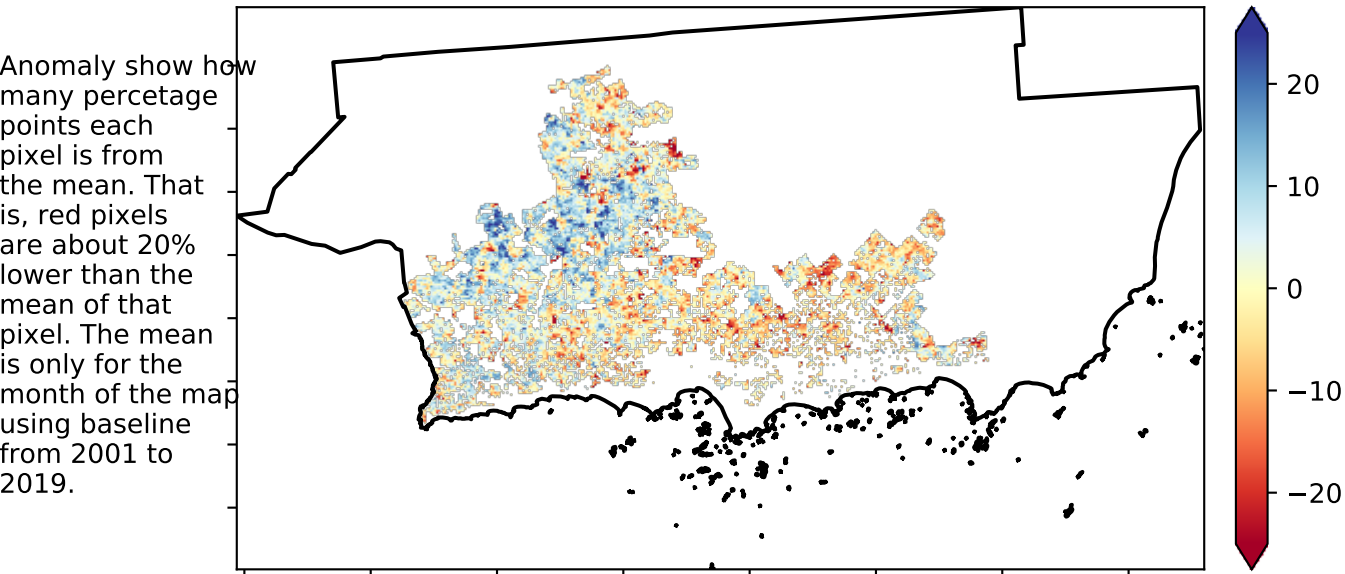 Anomaly show how
many percetage
points each
pixel is from
the mean. That
is, red pixels
are about 20%
lower than the
mean of that
pixel. The mean
is only for the
month of the map
using baseline
from 2001 to
2019.
20
10
0
−10
−20